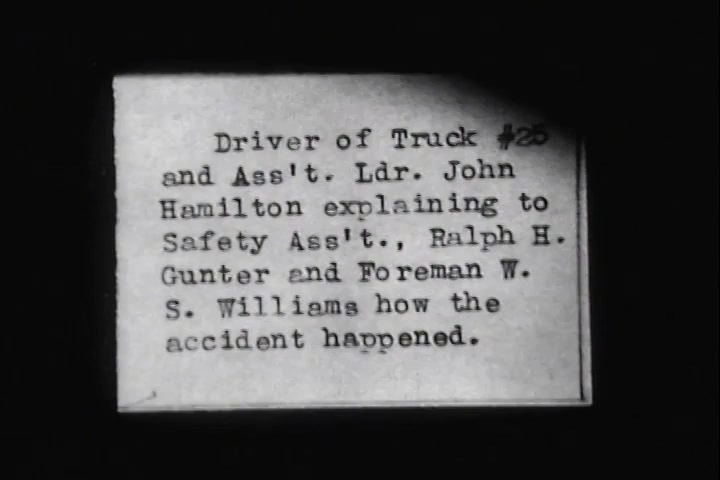 Driver of Truck #25
and Ass't. Ldr. John
Hamilton explaining to
Safety Ass't., Ralph H.
Gunter and Foreman W.
S. Williams how the
accident happened.